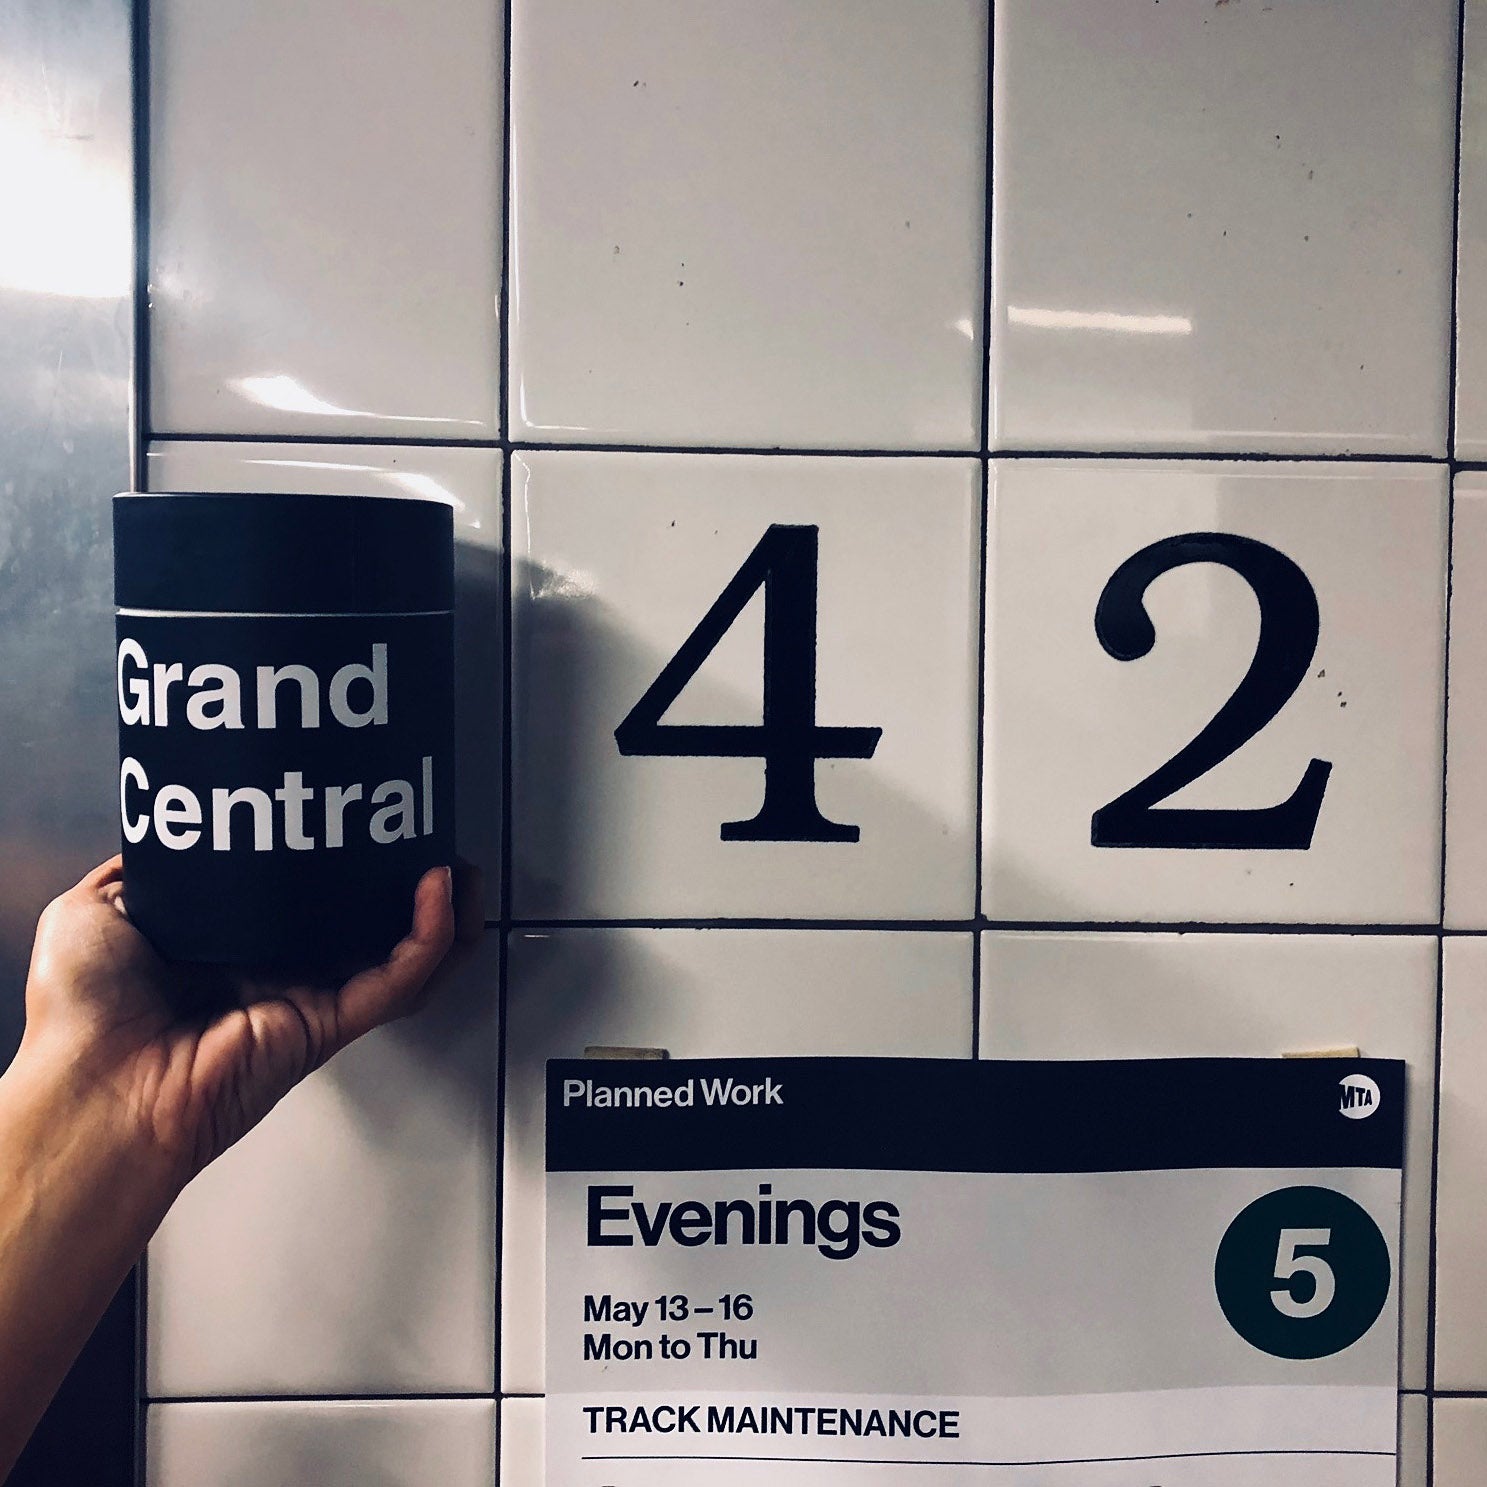 Grand
Central
42
Planned Work
MTA
Evenings
5
May 13 – 16
Mon to Thu
TRACK MAINTENANCE